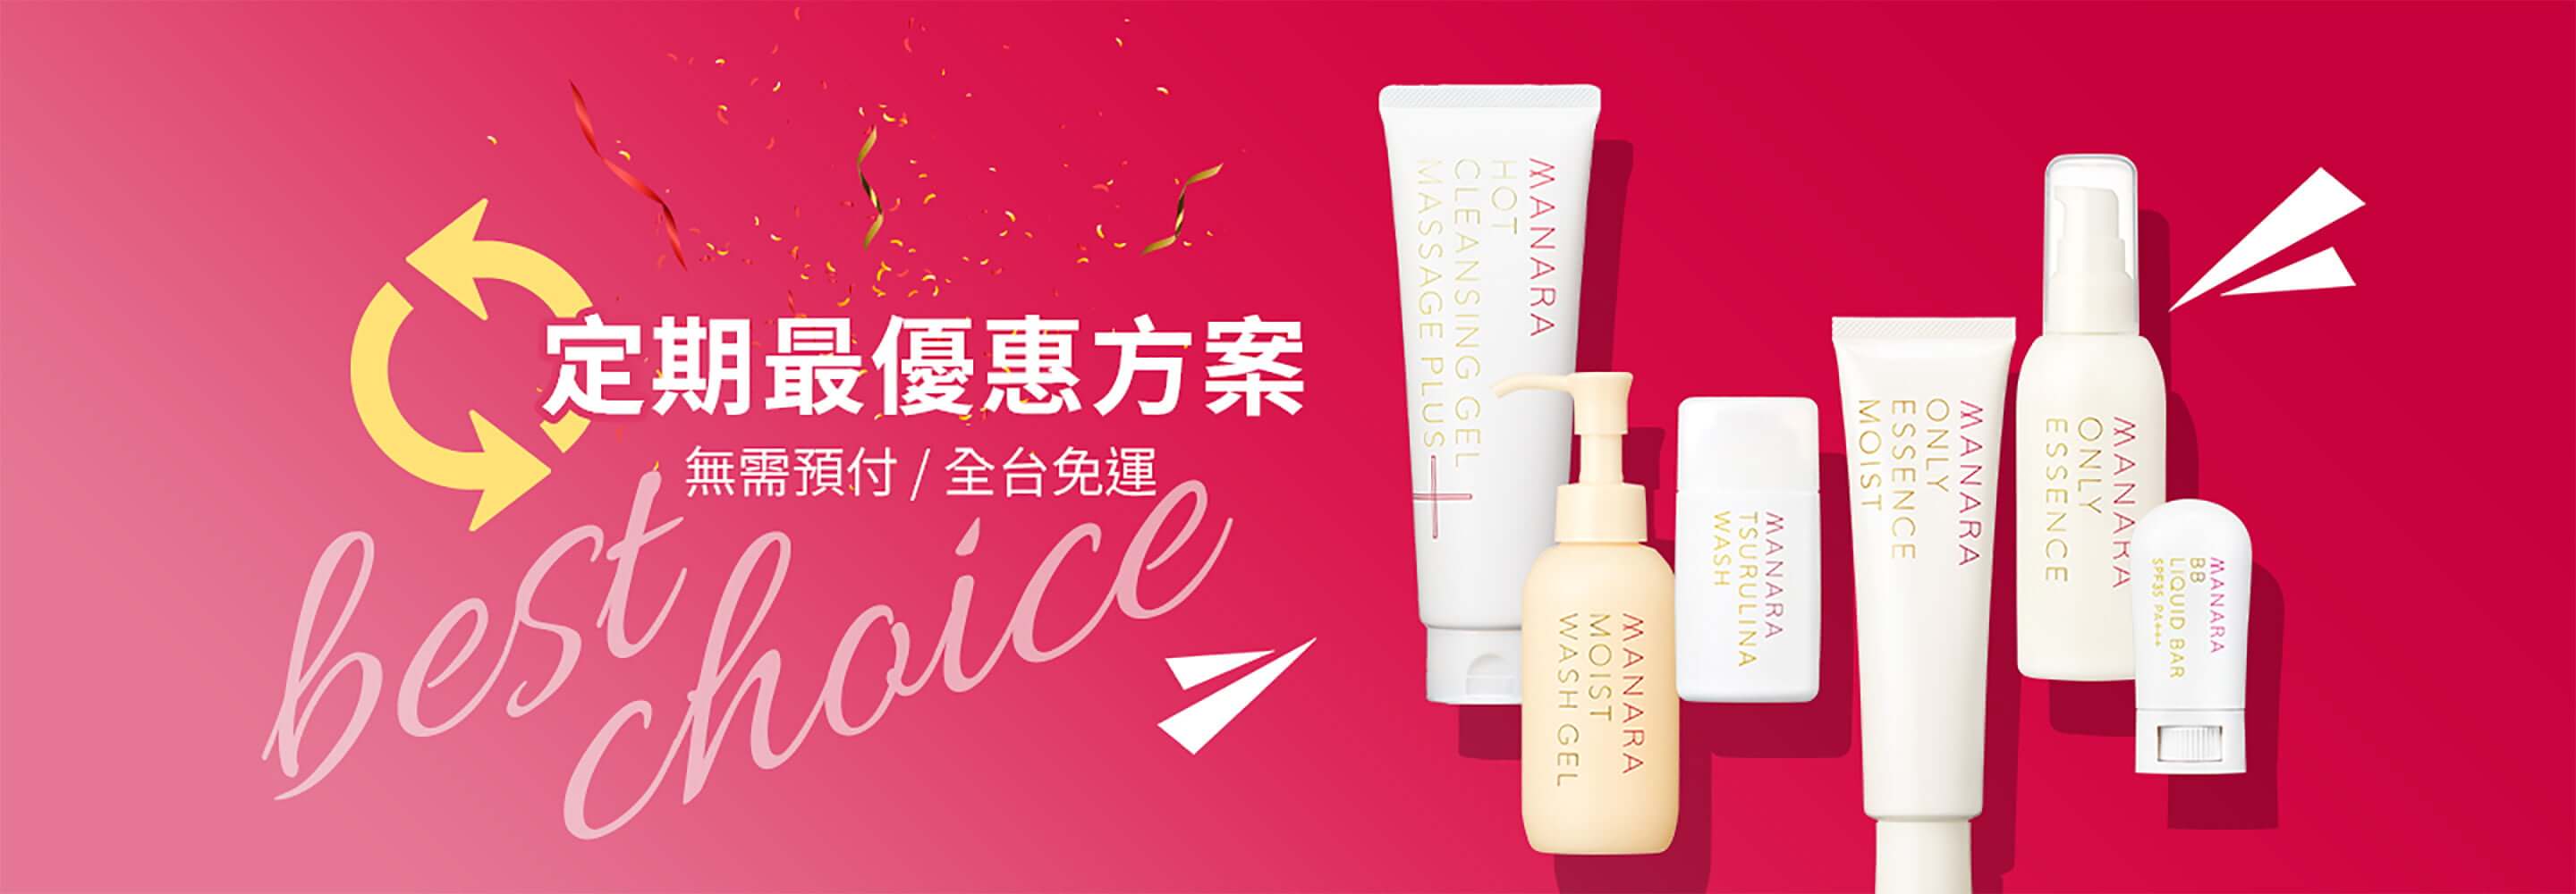 定期最優惠方案
無需預付 / 全台免運
best
choice
MANARA
HOT
CLEANSING GEL
MASSAGE PLUS
MANARA
MOIST
WASH GEL
MANARA
TSURULINA
WASH
MANARA
ONLY
ESSENCE
MOIST
MANARA
ONLY
ESSENCE
MANARA
BB
LIQUID BAR
SPF35 PA+++